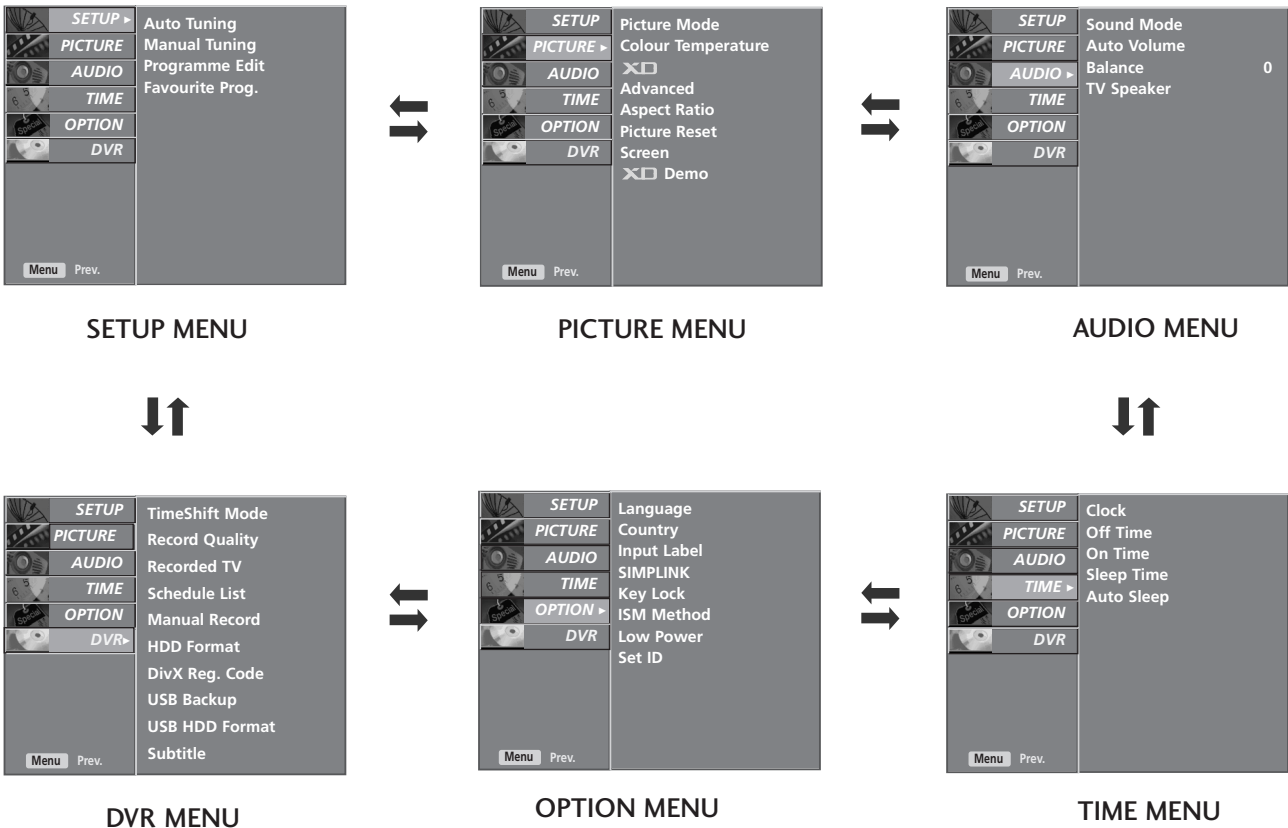 SETUP
PICTURE
AUDIO
TIME
OPTION
Special
DVR
Auto Tuning
Manual Tuning
Programme Edit
Favourite Prog.
Menu Prev.
SETUP MENU
SETUP
PICTURE
AUDIO
TIME
OPTION
Special
DVR
Picture Mode
Colour Temperature
XD
Advanced
Aspect Ratio
Picture Reset
Screen
XD Demo
Menu Prev.
PICTURE MENU
SETUP
PICTURE
AUDIO
TIME
OPTION
Special
DVR
Sound Mode
Auto Volume
Balance 0
TV Speaker
Menu Prev.
AUDIO MENU
SETUP
PICTURE
AUDIO
TIME
OPTION
Special
DVR
TimeShift Mode
Record Quality
Recorded TV
Schedule List
Manual Record
HDD Format
DivX Reg. Code
USB Backup
USB HDD Format
Subtitle
Menu Prev.
DVR MENU
SETUP
PICTURE
AUDIO
TIME
OPTION
Special
DVR
Language
Country
Input Label
SIMPLINK
Key Lock
ISM Method
Low Power
Set ID
Menu Prev.
OPTION MENU
SETUP
PICTURE
AUDIO
TIME
OPTION
Special
DVR
Clock
Off Time
On Time
Sleep Time
Auto Sleep
Menu Prev.
TIME MENU